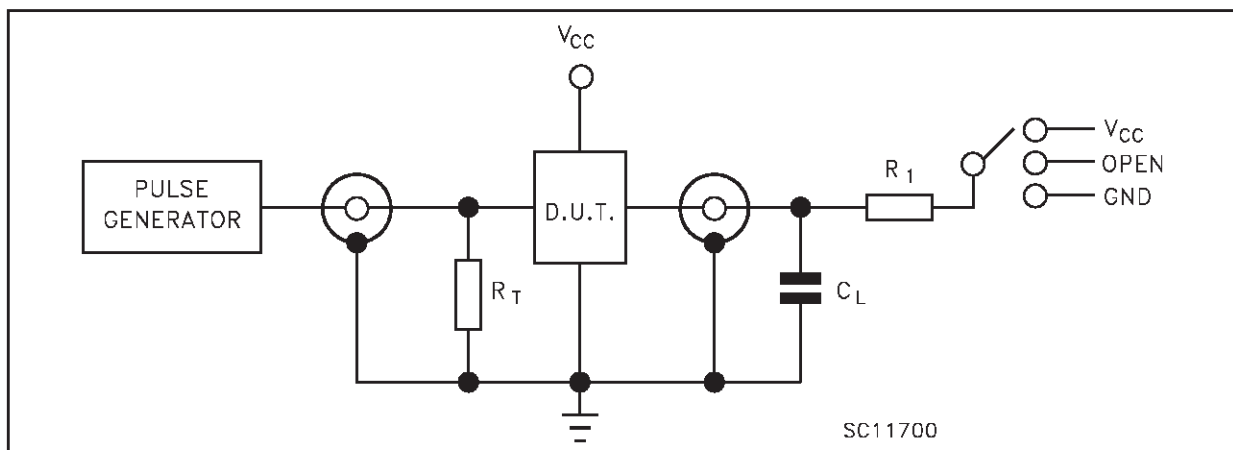 VCC
PULSE
GENERATOR
RT
D.U.T.
CL
R1
VCC
OPEN
GND
SC11700